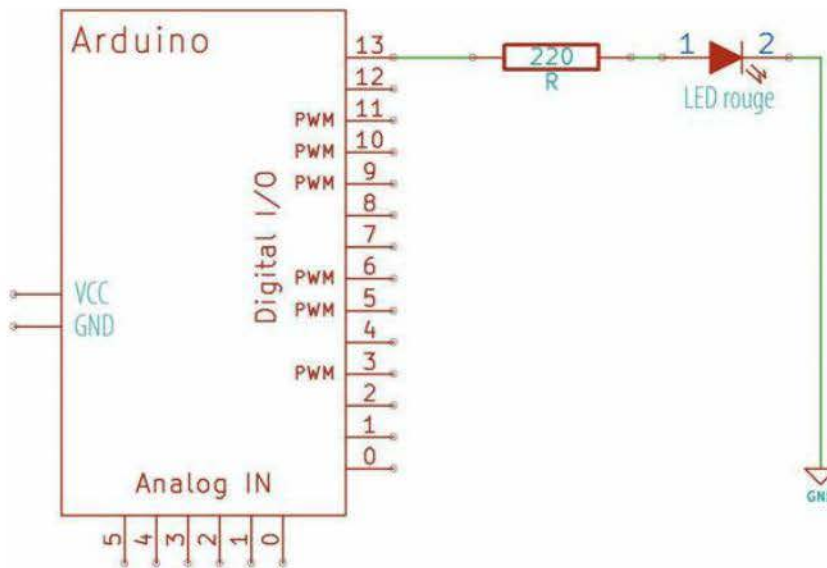 Arduino
13
12
PWM 11
PWM 10
PWM 9
8
7
PWM 6
PWM 5
4
PWM 3
2
1
0
Digital I/O
VCC
GND
Analog IN
5 4 3 2 1 0
220
R
1 2
LED rouge
GND